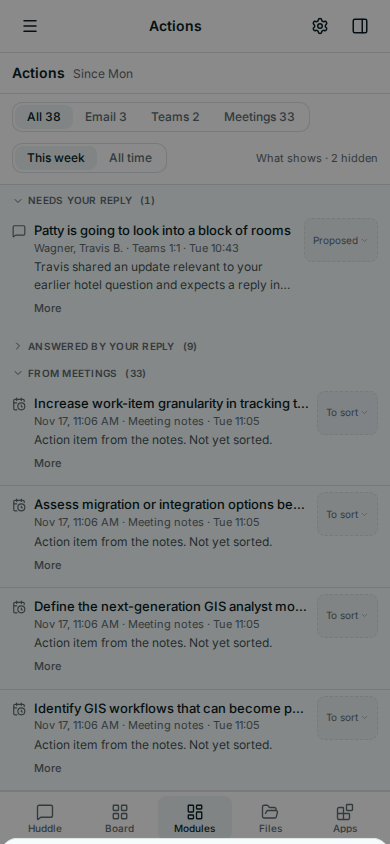 Actions
Actions Since Mon
All 38 Email 3 Teams 2 Meetings 33
This week All time What shows · 2 hidden
NEEDS YOUR REPLY (1)
Patty is going to look into a block of rooms
Proposed
Wagner, Travis B. · Teams 1:1 · Tue 10:43
Travis shared an update relevant to your
earlier hotel question and expects a reply in...
More
ANSWERED BY YOUR REPLY (9)
FROM MEETINGS (33)
Increase work-item granularity in tracking t...
To sort
Nov 17, 11:06 AM · Meeting notes · Tue 11:05
Action item from the notes. Not yet sorted.
More
Assess migration or integration options be...
To sort
Nov 17, 11:06 AM · Meeting notes · Tue 11:05
Action item from the notes. Not yet sorted.
More
Define the next-generation GIS analyst mo...
To sort
Nov 17, 11:06 AM · Meeting notes · Tue 11:05
Action item from the notes. Not yet sorted.
More
Identify GIS workflows that can become p...
To sort
Nov 17, 11:06 AM · Meeting notes · Tue 11:05
Action item from the notes. Not yet sorted.
More
Huddle Board Modules Files Apps